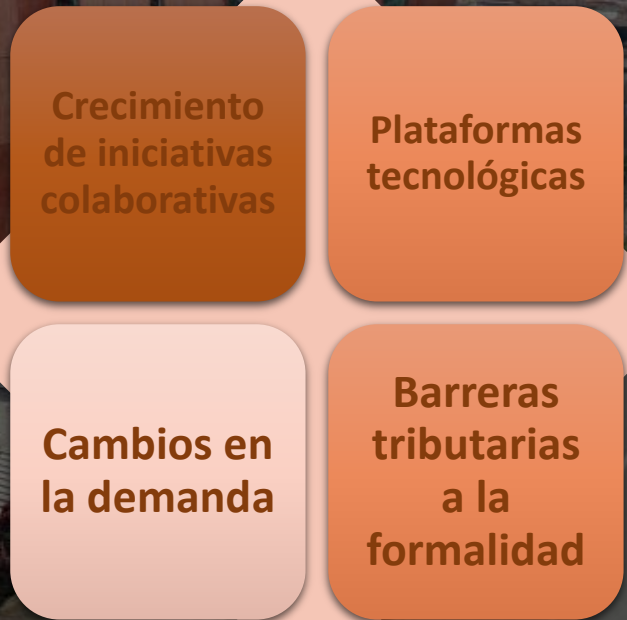 Crecimiento
de iniciativas
colaborativas
Plataformas
tecnológicas
Cambios en
la demanda
Barreras
tributarias
a la
formalidad